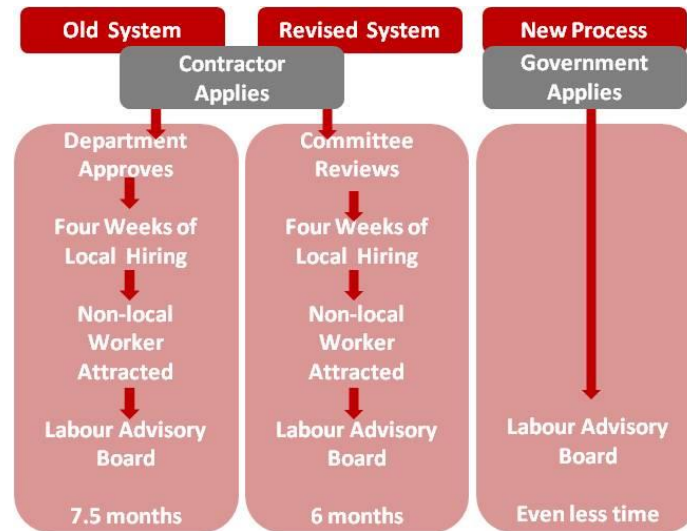 Old System
Revised System
New Process
Contractor
Applies
Government
Applies
Department
Approves
Four Weeks of
Local Hiring
Non-local
Worker
Attracted
Labour Advisory
Board
7.5 months
Committee
Reviews
Four Weeks of
Local Hiring
Non-local
Worker
Attracted
Labour Advisory
Board
6 months
Labour Advisory
Board
Even less time